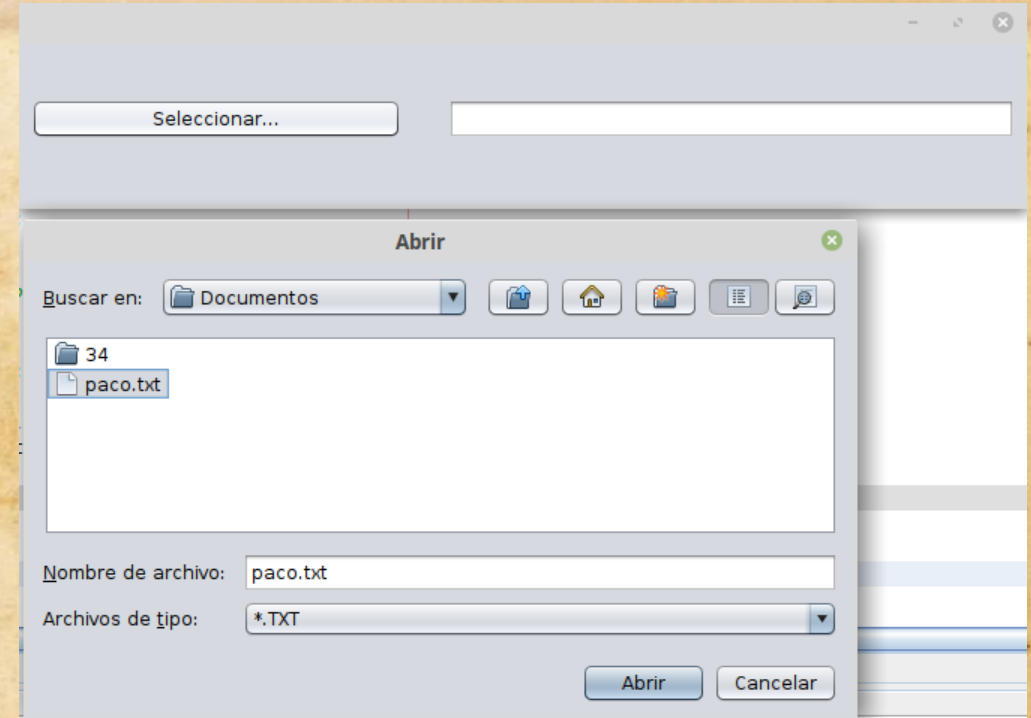 Seleccionar...
Abrir
Buscar en: Documentos
34
paco.txt
Nombre de archivo: paco.txt
Archivos de tipo: *.TXT
Abrir Cancelar